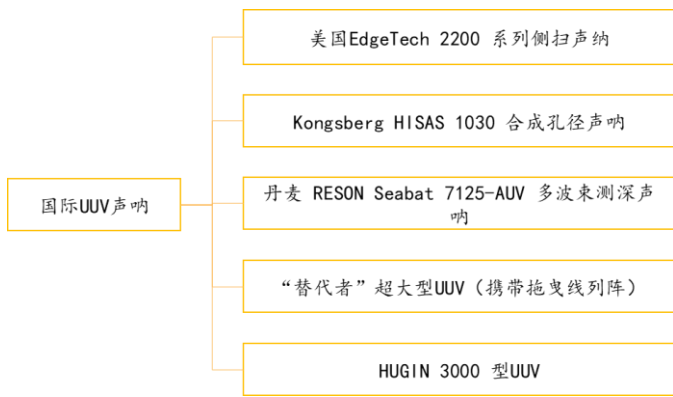 美国EdgeTech 2200 系列侧扫声纳
Kongsberg HISAS 1030 合成孔径声呐
国际UUV声呐
丹麦 RESON Seabat 7125-AUV 多波束测深声
呐
“替代者”超大型UUV（携带拖曳线列阵）
HUGIN 3000 型UUV